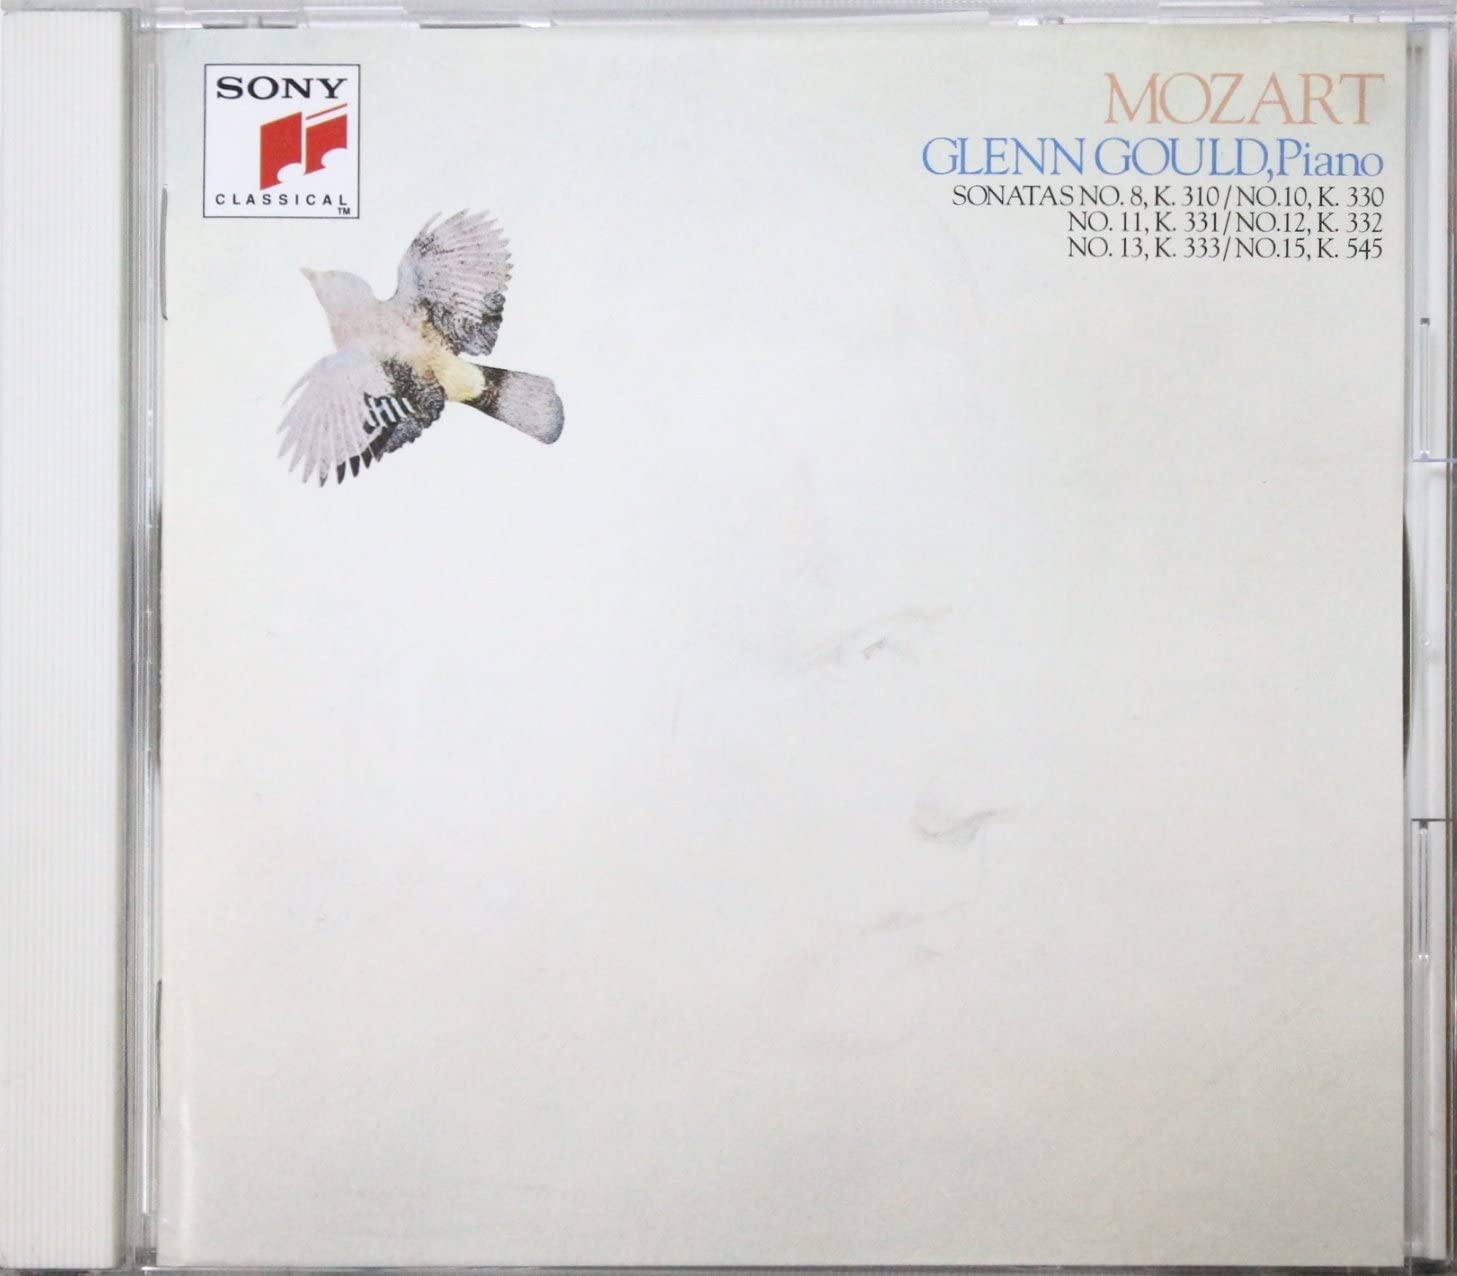 SONY
CLASSICAL
TM
MOZART
GLENN GOULD, Piano
SONATAS NO. 8, K. 310 / NO.10, K. 330
NO. 11, K. 331 / NO.12, K. 332
NO. 13, K. 333 / NO.15, K. 545